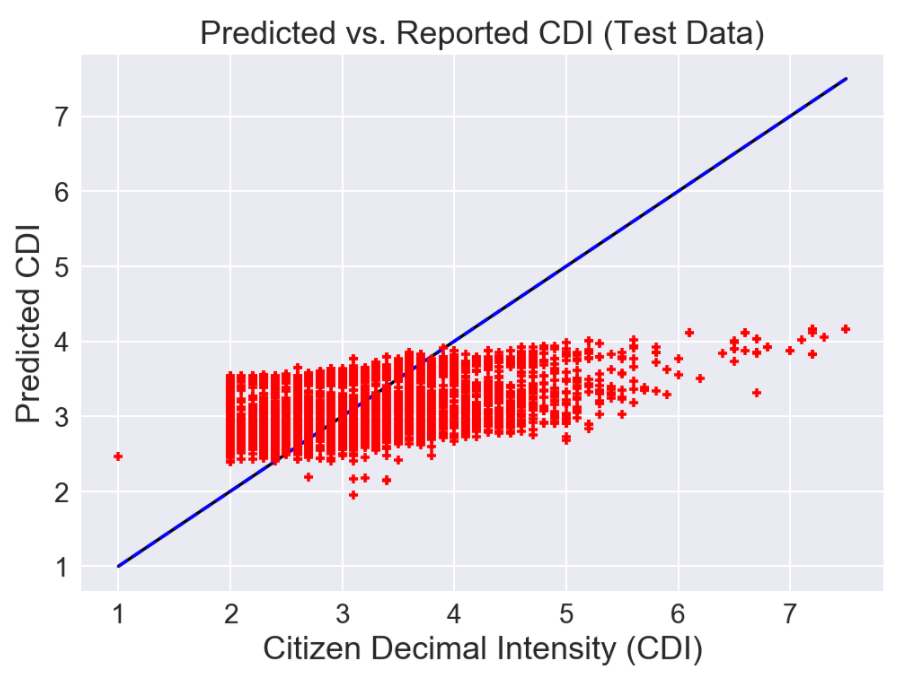 Predicted vs. Reported CDI (Test Data)
7
6
5
4
3
2
1
Predicted CDI
1 2 3 4 5 6 7
Citizen Decimal Intensity (CDI)